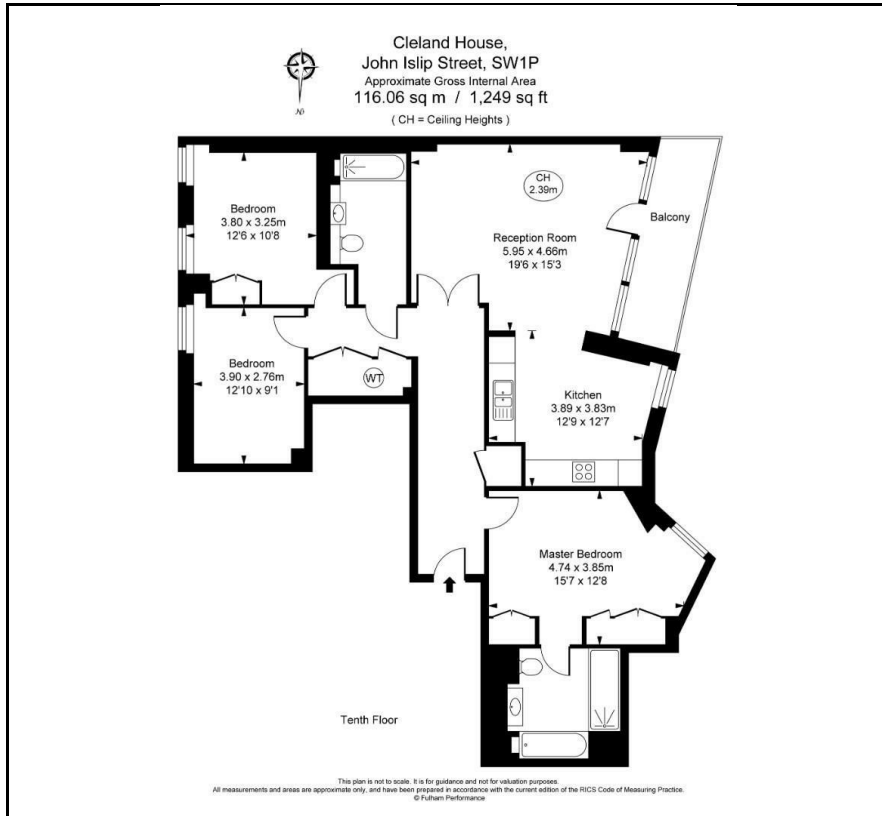 Cleland House,
John Islip Street, SW1P
Approximate Gross Internal Area
116.06 sq m / 1,249 sq ft
( CH = Ceiling Heights )
N
CH
2.39m
Bedroom
3.80 x 3.25m
12'6 x 10'8
Balcony
Reception Room
5.95 x 4.66m
19'6 x 15'3
Bedroom
3.90 x 2.76m
12'10 x 9'1
WT
Kitchen
3.89 x 3.83m
12'9 x 12'7
Master Bedroom
4.74 x 3.85m
15'7 x 12'8
Tenth Floor
This plan is not to scale. It is for guidance and not for valuation purposes.
All measurements and areas are approximate only, and have been prepared in accordance with the current edition of the RICS Code of Measuring Practice.
© Fulham Performance